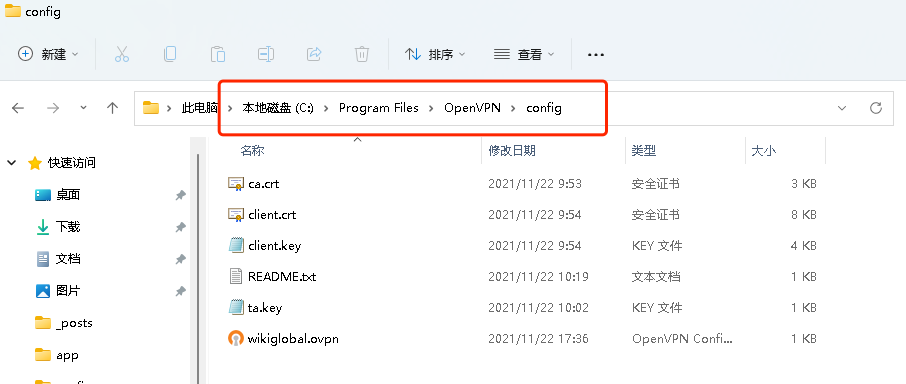 config
新建 排序 查看
此电脑 本地磁盘 (C:) Program Files OpenVPN config
名称 修改日期 类型 大小
快速访问
桌面
下载
文档
图片
_posts
app
ca.crt 2021/11/22 9:53 安全证书 3 KB
client.crt 2021/11/22 9:54 安全证书 8 KB
client.key 2021/11/22 9:54 KEY 文件 4 KB
README.txt 2021/11/22 10:19 文本文档 1 KB
ta.key 2021/11/22 10:02 KEY 文件 1 KB
wikiglobal.ovpn 2021/11/22 17:36 OpenVPN Confi... 1 KB